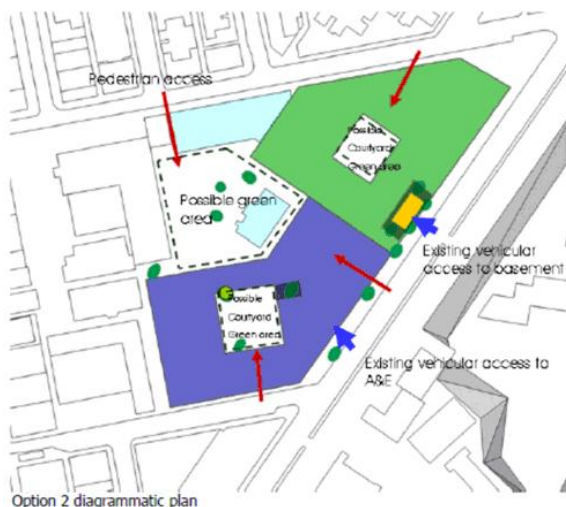 Pedestrian access
Possible
Courtyard
Green area
Possible green
area
Existing vehicular
access to basement
Possible
Courtyard
Green area
Existing vehicular access to
A&E
Option 2 diagrammatic plan